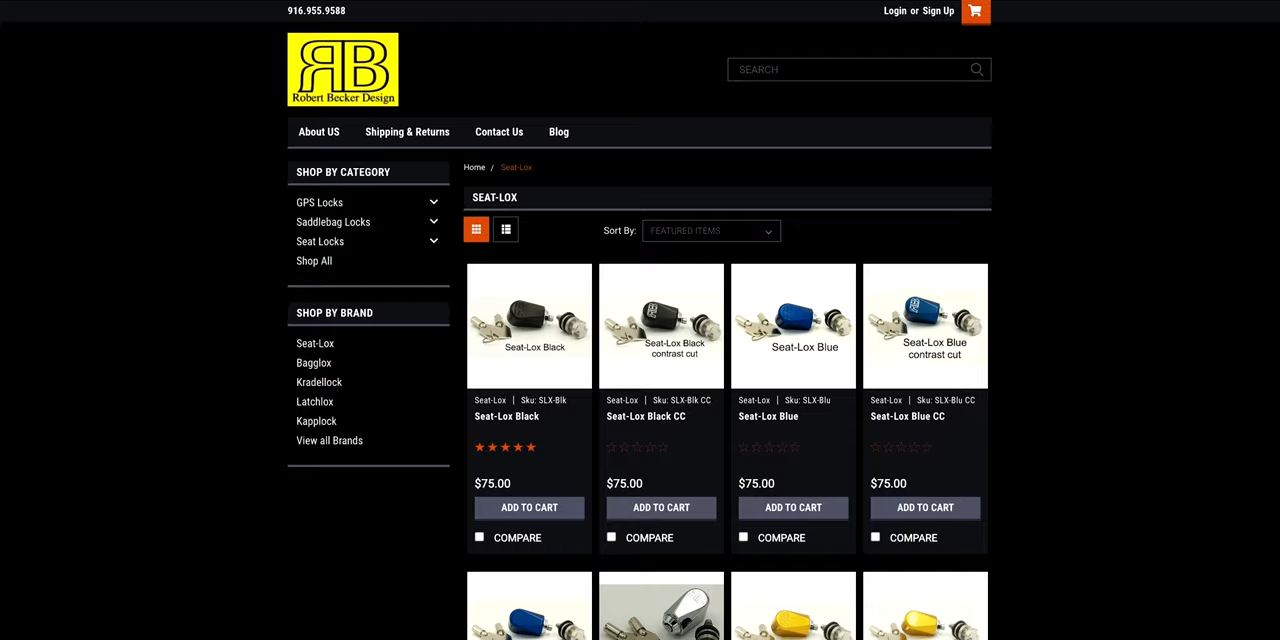 916.955.9588
Login or Sign Up
RB
Robert Becker Design
SEARCH
About US
Shipping & Returns
Contact Us
Blog
SHOP BY CATEGORY
GPS Locks
Saddlebag Locks
Seat Locks
Shop All
SHOP BY BRAND
Seat-Lox
Bagglox
Kradellock
Latchlox
Kapplock
View all Brands
Home / Seat-Lox
SEAT-LOX
Sort By: FEATURED ITEMS
Seat-Lox Black
Seat-Lox | Sku: SLX-Blk
Seat-Lox Black
$75.00
ADD TO CART
COMPARE
RB
Seat-Lox Black
contrast cut
Seat-Lox | Sku: SLX-Blk CC
Seat-Lox Black CC
$75.00
ADD TO CART
COMPARE
Seat-Lox Blue
Seat-Lox | Sku: SLX-Blu
Seat-Lox Blue
$75.00
ADD TO CART
COMPARE
RB
Seat-Lox Blue
contrast cut
Seat-Lox | Sku: SLX-Blu CC
Seat-Lox Blue CC
$75.00
ADD TO CART
COMPARE